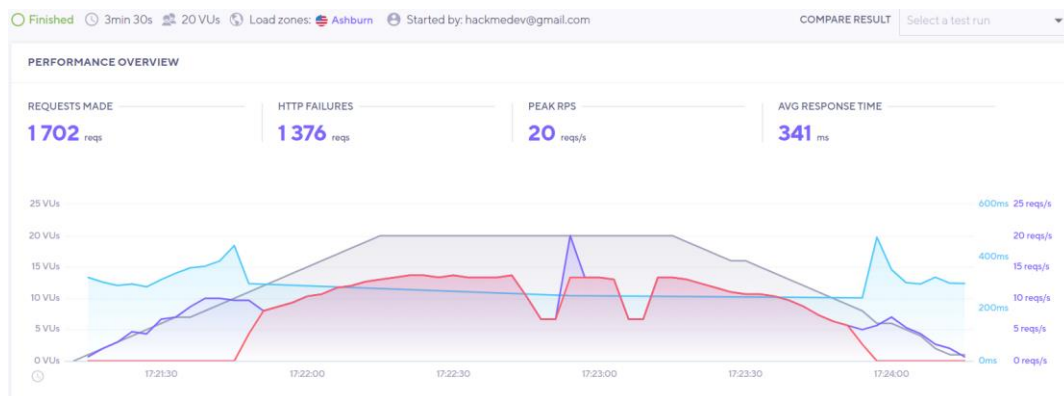 Finished 3min 30s 20 VUs Load zones: Ashburn Started by: hackmedev@gmail.com COMPARE RESULT Select a test run
PERFORMANCE OVERVIEW
REQUESTS MADE HTTP FAILURES PEAK RPS AVG RESPONSE TIME
1 702 reqs 1 376 reqs 20 reqs/s 341 ms
25 VUs 600ms 25 reqs/s
20 VUs 20 reqs/s
15 VUs 400ms 15 reqs/s
10 VUs 10 reqs/s
200ms
5 VUs 5 reqs/s
0 VUs 0ms 0 reqs/s
17:21:30 17:22:00 17:22:30 17:23:00 17:23:30 17:24:00